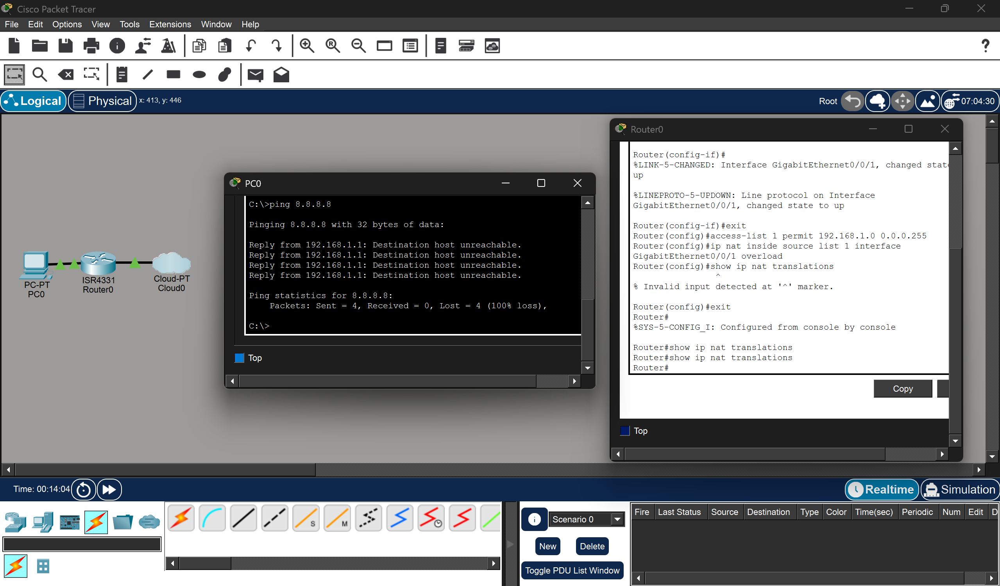 Cisco Packet Tracer
File Edit Options View Tools Extensions Window Help
R
?
Logical Physical x: 413, y: 446 Root 07:04:30
PC-PT
PC0
ISR4331
Router0
Cloud-PT
Cloud0
PC0
C:\>ping 8.8.8.8
Pinging 8.8.8.8 with 32 bytes of data:
Reply from 192.168.1.1: Destination host unreachable.
Reply from 192.168.1.1: Destination host unreachable.
Reply from 192.168.1.1: Destination host unreachable.
Reply from 192.168.1.1: Destination host unreachable.
Ping statistics for 8.8.8.8:
Packets: Sent = 4, Received = 0, Lost = 4 (100% loss),
C:\>
Top
Router0
Router(config-if)#
%LINK-5-CHANGED: Interface GigabitEthernet0/0/1, changed state
up
%LINEPROTO-5-UPDOWN: Line protocol on Interface
GigabitEthernet0/0/1, changed state to up
Router(config-if)#exit
Router(config)#access-list 1 permit 192.168.1.0 0.0.0.255
Router(config)#ip nat inside source list 1 interface
GigabitEthernet0/0/1 overload
Router(config)#show ip nat translations
^
% Invalid input detected at '^' marker.
Router(config)#exit
Router#
%SYS-5-CONFIG_I: Configured from console by console
Router#show ip nat translations
Router#show ip nat translations
Router#
Copy
Top
Time: 00:14:04 Realtime Simulation
S M
Scenario 0
New Delete
Toggle PDU List Window
Fire Last Status Source Destination Type Color Time(sec) Periodic Num Edit D